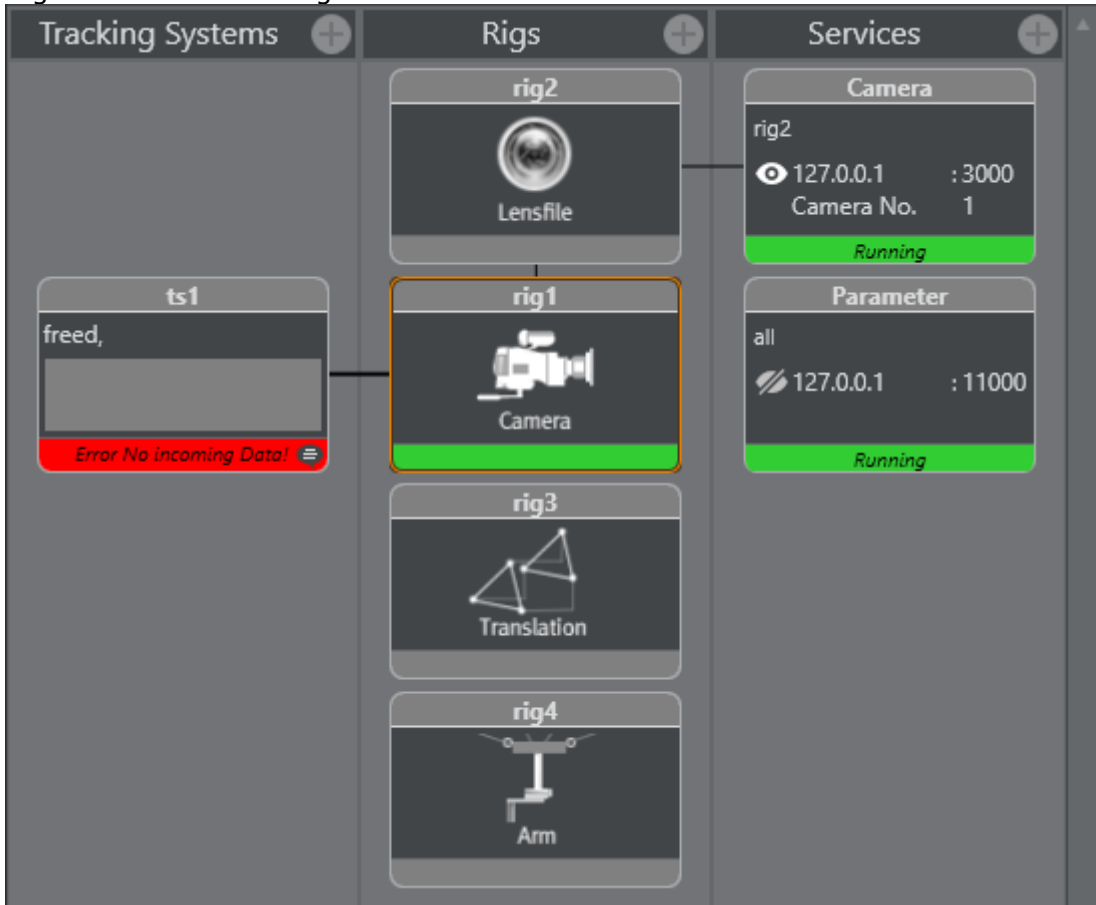 Tracking Systems
Rigs
Services
rig2
Lensfile
Camera
rig2
127.0.0.1 : 3000
Camera No. 1
Running
ts1
freed,
Error No incoming Data!
rig1
Camera
Parameter
all
127.0.0.1 : 11000
Running
rig3
Translation
rig4
Arm